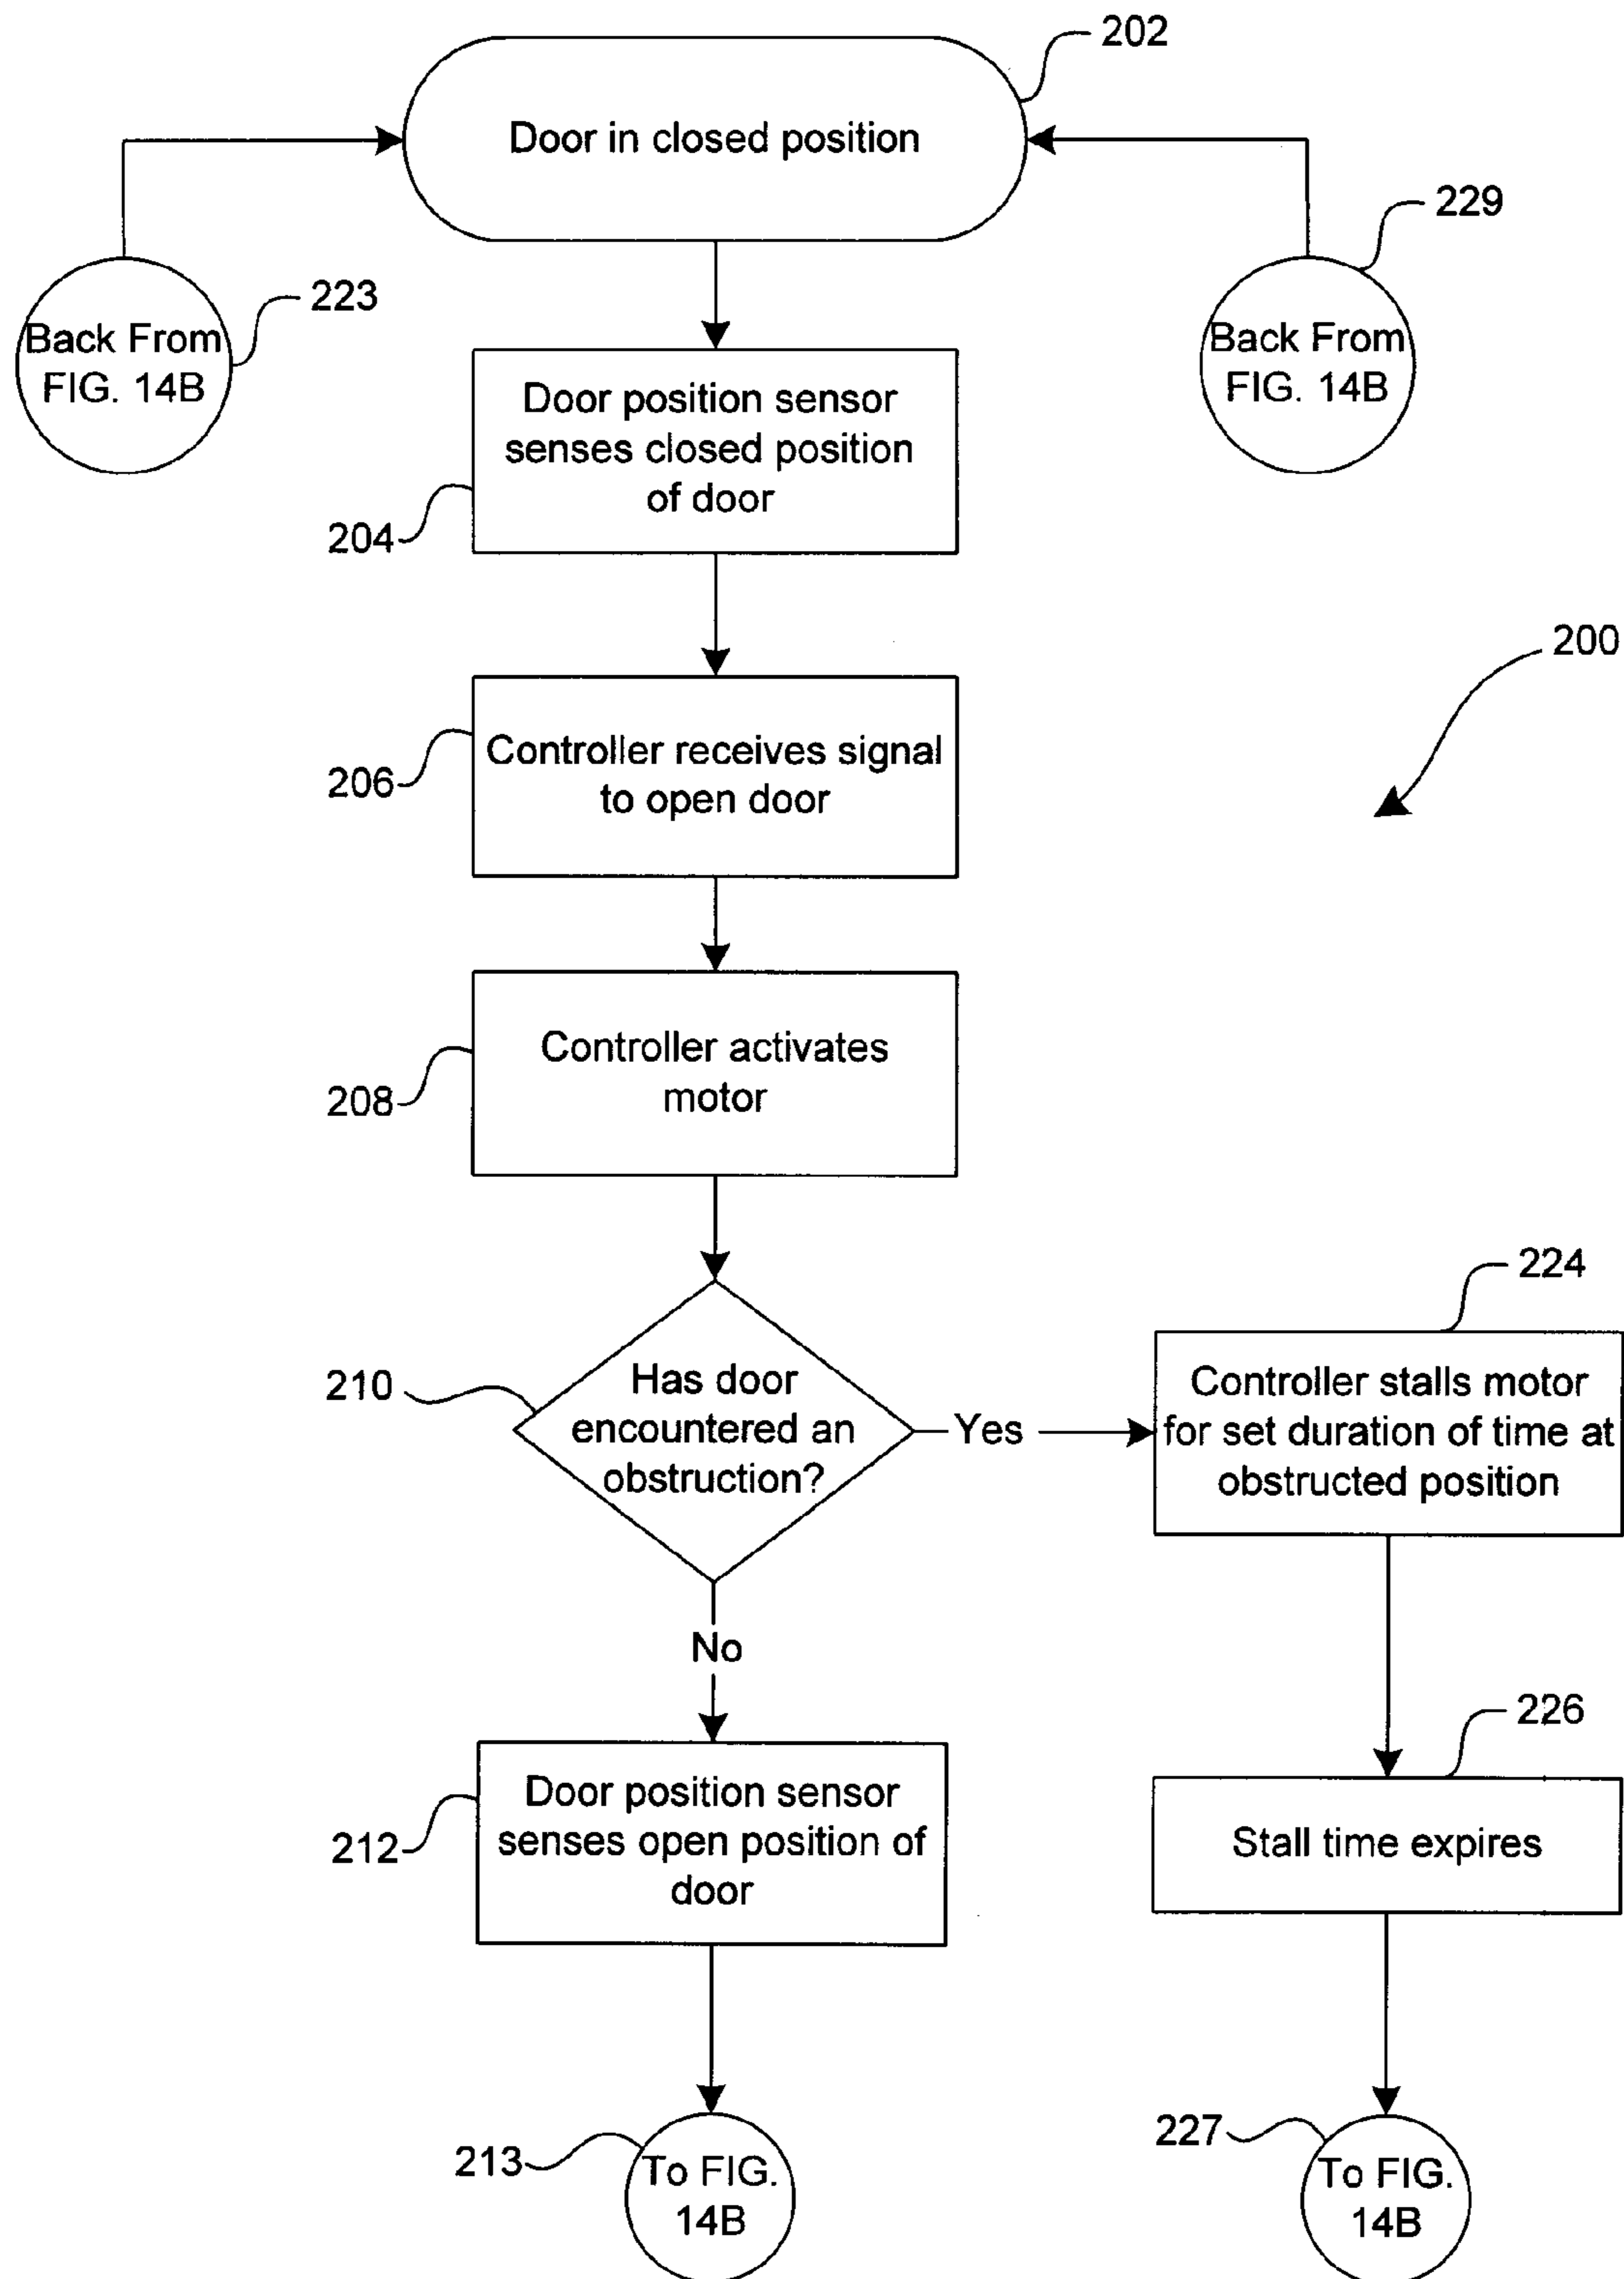 202
Door in closed position
229
223
Back From
FIG. 14B
Back From
FIG. 14B
Door position sensor
senses closed position
of door
204
200
Controller receives signal
to open door
206
Controller activates
motor
208
224
210
Has door
encountered an
obstruction?
Yes
Controller stalls motor
for set duration of time at
obstructed position
No
226
Door position sensor
senses open position of
door
212
Stall time expires
213
To FIG.
14B
227
To FIG.
14B